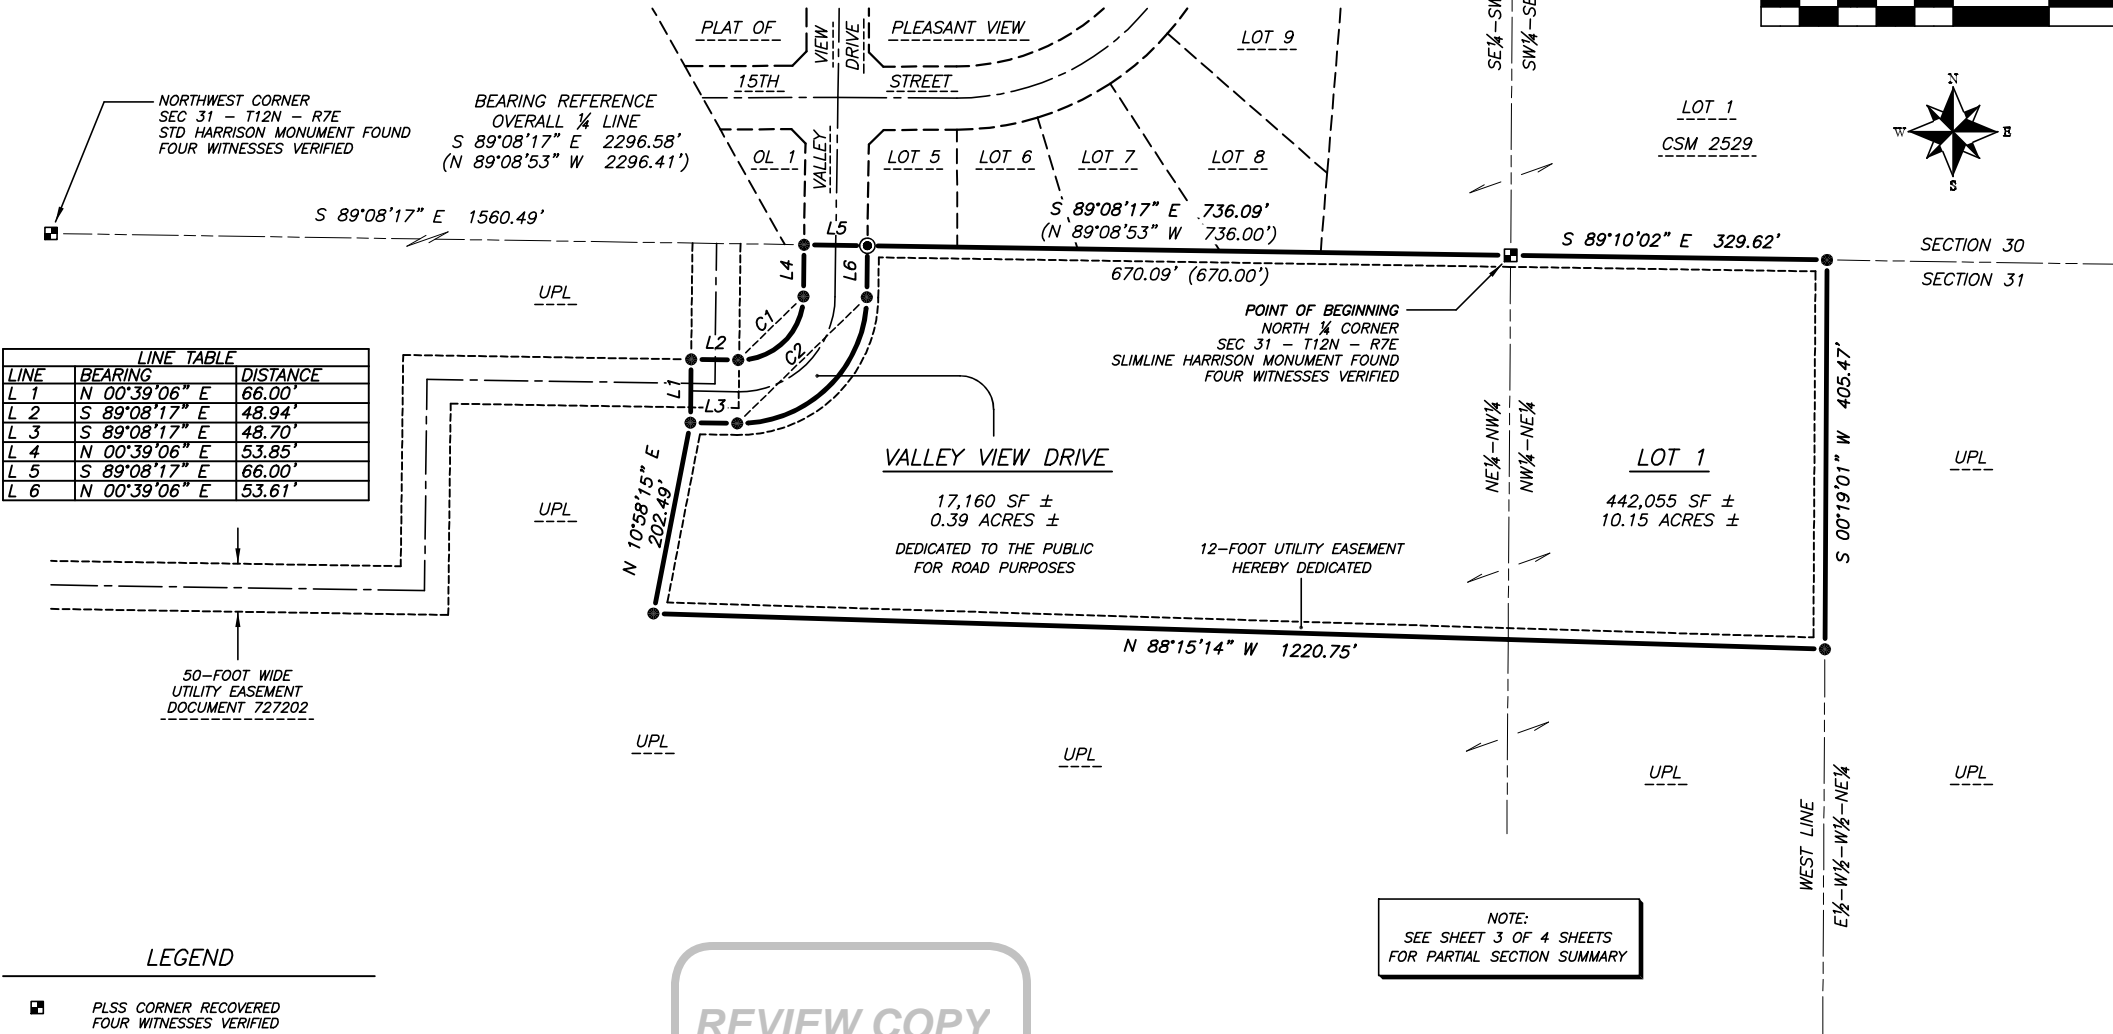 PLAT OF
VIEW
DRIVE
PLEASANT VIEW
LOT 9
SE¼-SW
SW¼-SE
15TH
STREET
NORTHWEST CORNER
SEC 31 – T12N – R7E
STD HARRISON MONUMENT FOUND
FOUR WITNESSES VERIFIED
BEARING REFERENCE
OVERALL ¼ LINE
S 89°08'17" E 2296.58'
(N 89°08'53" W 2296.41')
LOT 1
CSM 2529
N
W
E
S
OL 1
VALLEY
LOT 5
LOT 6
LOT 7
LOT 8
S 89°08'17" E 1560.49'
L5
S 89°08'17" E 736.09'
(N 89°08'53" W 736.00')
S 89°10'02" E 329.62'
SECTION 30
SECTION 31
L4
L6
670.09' (670.00')
UPL
POINT OF BEGINNING
NORTH ¼ CORNER
SEC 31 – T12N – R7E
SLIMLINE HARRISON MONUMENT FOUND
FOUR WITNESSES VERIFIED
C1
L2
C2
LINE TABLE
LINE BEARING DISTANCE
L 1 N 00°39'06" E 66.00'
L 2 S 89°08'17" E 48.94'
L 3 S 89°08'17" E 48.70'
L 4 N 00°39'06" E 53.85'
L 5 S 89°08'17" E 66.00'
L 6 N 00°39'06" E 53.61'
L1
L3
S 00°19'01" W 405.47'
NE¼-NW¼
NW¼-NE¼
VALLEY VIEW DRIVE
17,160 SF ±
0.39 ACRES ±
DEDICATED TO THE PUBLIC
FOR ROAD PURPOSES
LOT 1
442,055 SF ±
10.15 ACRES ±
UPL
UPL
N 10°58'15" E
202.49'
12-FOOT UTILITY EASEMENT
HEREBY DEDICATED
N 88°15'14" W 1220.75'
50-FOOT WIDE
UTILITY EASEMENT
DOCUMENT 727202
UPL
UPL
UPL
UPL
WEST LINE
E½-W½-W½-NE¼
NOTE:
SEE SHEET 3 OF 4 SHEETS
FOR PARTIAL SECTION SUMMARY
LEGEND
PLSS CORNER RECOVERED
FOUR WITNESSES VERIFIED
REVIEW COPY